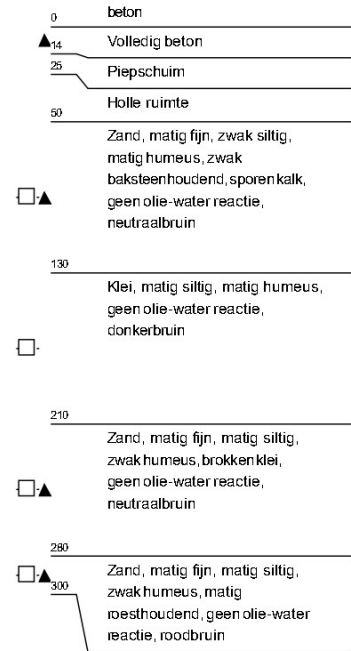 beton
0
Volledig beton
14
25
Piepschuim
Holle ruimte
50
Zand, matig fijn, zwak siltig,
matig humeus, zwak
baksteenhoudend, sporen kalk,
geen olie-water reactie,
neutraalbruin
130
Klei, matig siltig, matig humeus,
geen olie-water reactie,
donkerbruin
210
Zand, matig fijn, matig siltig,
zwak humeus, brokken klei,
geen olie-water reactie,
neutraalbruin
280
Zand, matig fijn, matig siltig,
300
zwak humeus, matig
roesthoudend, geen olie-water
reactie, roodbruin